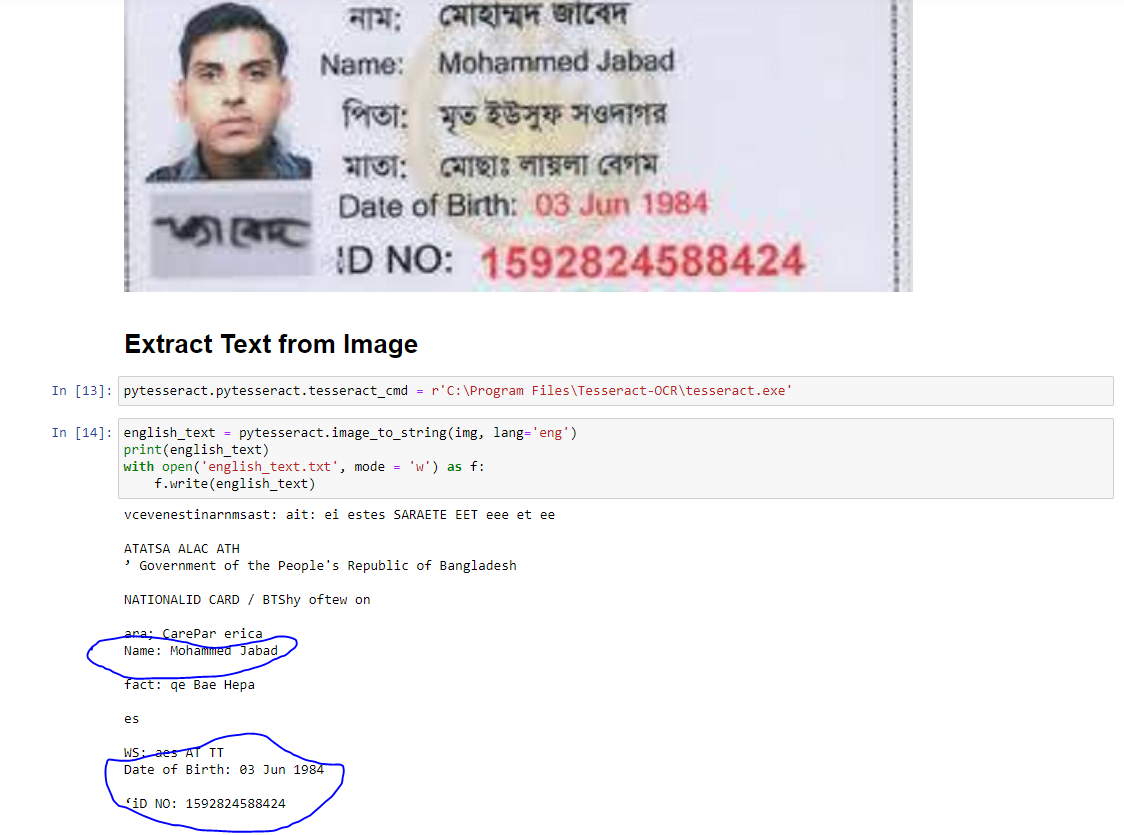 নাম: মোহাম্মদ জাবেদ
Name: Mohammed Jabad
পিতা: মৃত ইউসুফ সওদাগর
মাতা: মোছাঃ লায়লা বেগম
Date of Birth: 03 Jun 1984
জাবেদ
ID NO: 1592824588424
Extract Text from Image
In [13]: pytesseract.pytesseract.tesseract_cmd = r'C:\Program Files\Tesseract-OCR\tesseract.exe'
In [14]: english_text = pytesseract.image_to_string(img, lang='eng')
print(english_text)
with open('english_text.txt', mode = 'w') as f:
    f.write(english_text)
vcevenestinarnmsast: ait: ei estes SARAETE EET eee et ee
ATATSA ALAC ATH
’ Government of the People's Republic of Bangladesh
NATIONALID CARD / BTShy oftew on
ara; CarePar erica
Name: Mohammed Jabad
fact: qe Bae Hepa
es
WS: aes AT TT
Date of Birth: 03 Jun 1984
‘iD NO: 1592824588424